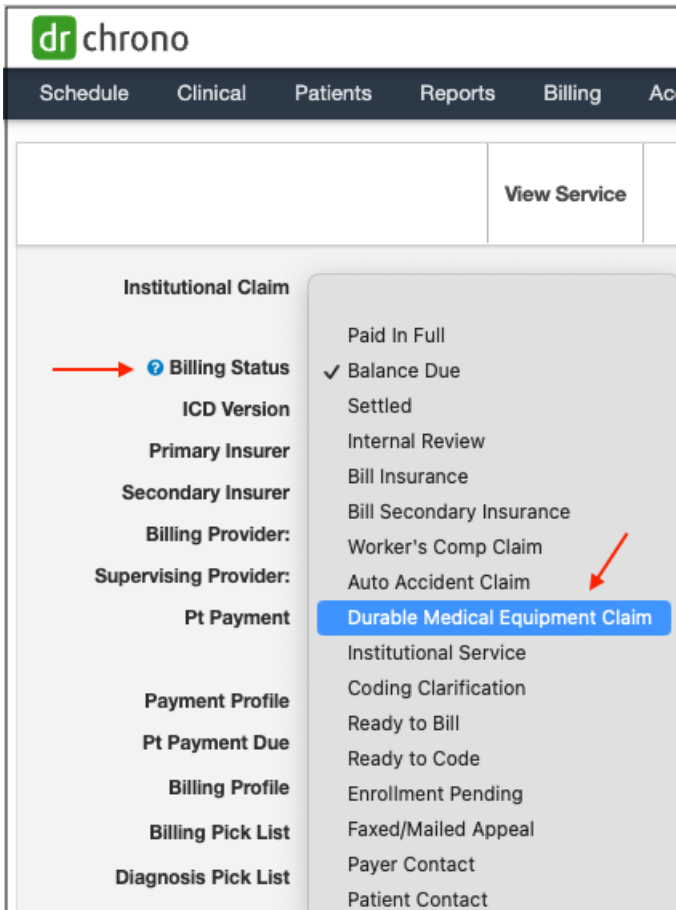 dr chrono
Schedule Clinical Patients Reports Billing Ac
View Service
Institutional Claim
Paid In Full
? Billing Status ✓ Balance Due
ICD Version Settled
Primary Insurer Internal Review
Bill Insurance
Secondary Insurer Bill Secondary Insurance
Billing Provider: Worker's Comp Claim
Supervising Provider: Auto Accident Claim
Pt Payment Durable Medical Equipment Claim
Institutional Service
Payment Profile Coding Clarification
Ready to Bill
Pt Payment Due Ready to Code
Billing Profile Enrollment Pending
Billing Pick List Faxed/Mailed Appeal
Payer Contact
Diagnosis Pick List Patient Contact